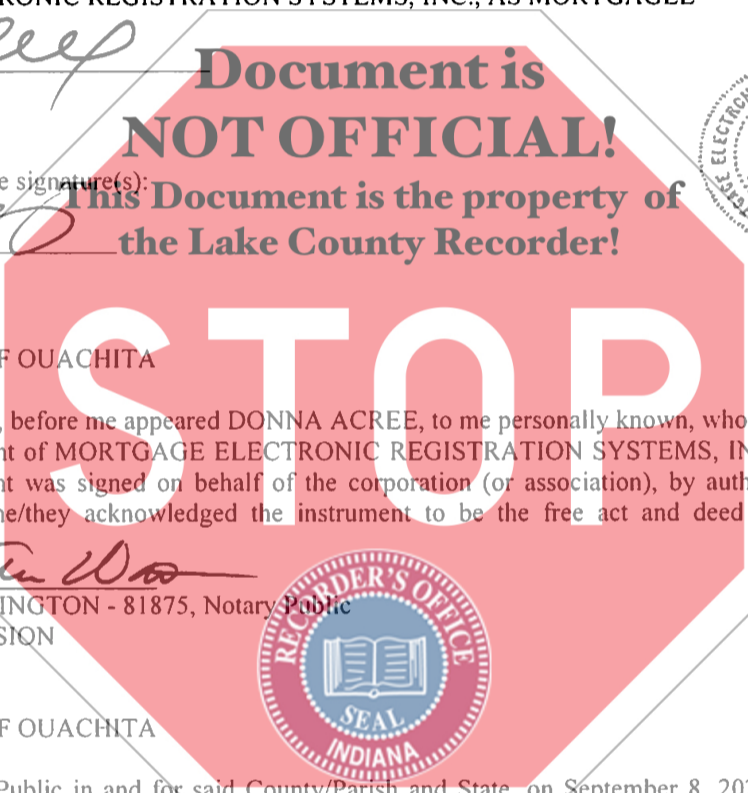 RONIC REGISTRATION SYSTEMS, INC., AS MORTGAGEE
Document is
NOT OFFICIAL!
e signature(s):
This Document is the property of
the Lake County Recorder!
ELECTRON
STOP
F OUACHITA
, before me appeared DONNA ACREE, to me personally known, who
nt of MORTGAGE ELECTRONIC REGISTRATION SYSTEMS, IN
nt was signed on behalf of the corporation (or association), by auth
he/they acknowledged the instrument to be the free act and deed
INGTON - 81875, Notary Public
SION
RECORDER'S OFFICE
SEAL
INDIANA
F OUACHITA
Public in and for said County/Parish and State, on September 8, 20